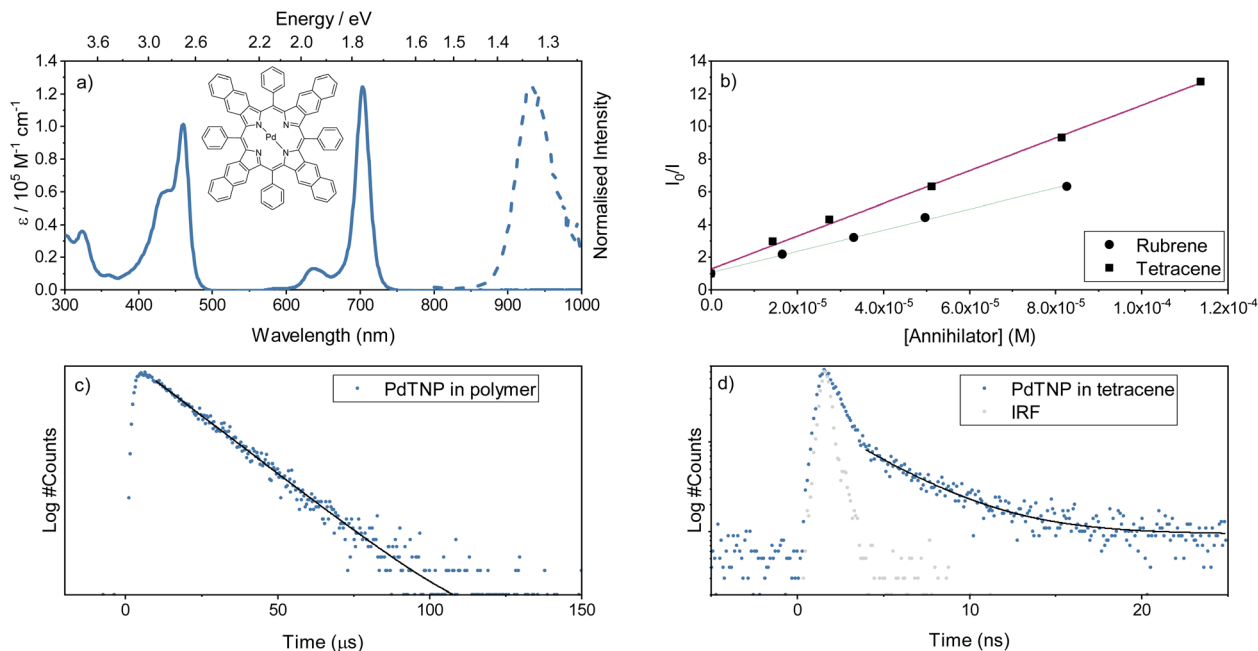 Energy / eV
3.6 3.0 2.6 2.2 2.0 1.8 1.6 1.5 1.4 1.3
a)
1.4
1.2
1.0
0.8
0.6
0.4
0.2
0.0
ε / 10⁵ M⁻¹ cm⁻¹
N N
Pd
N N
Normalised Intensity
300 400 500 600 700 800 900 1000
Wavelength (nm)
b)
14
12
10
8
6
4
2
0
I₀/I
Rubrene
Tetracene
0.0 2.0x10⁻⁵ 4.0x10⁻⁵ 6.0x10⁻⁵ 8.0x10⁻⁵ 1.0x10⁻⁴ 1.2x10⁻⁴
[Annihilator] (M)
c)
PdTNP in polymer
Log #Counts
0 50 100 150
Time (μs)
d)
PdTNP in tetracene
IRF
Log #Counts
0 10 20
Time (ns)